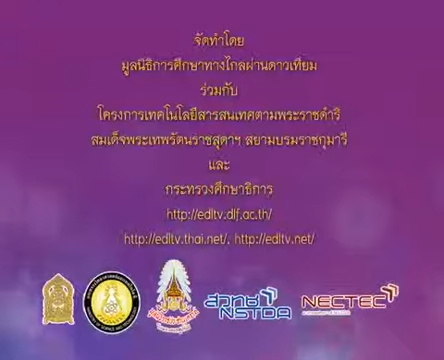 จัดทำโดย
มูลนิธิการศึกษาทางไกลผ่านดาวเทียม
ร่วมกับ
โครงการเทคโนโลยีสารสนเทศตามพระราชดำริ
สมเด็จพระเทพรัตนราชสุดาฯ สยามบรมราชกุมารี
และ
กระทรวงศึกษาธิการ
http://edltv.dlf.ac.th/
http://edltv.thai.net/, http://edltv.net/
สวทช
NSTDA
NECTEC